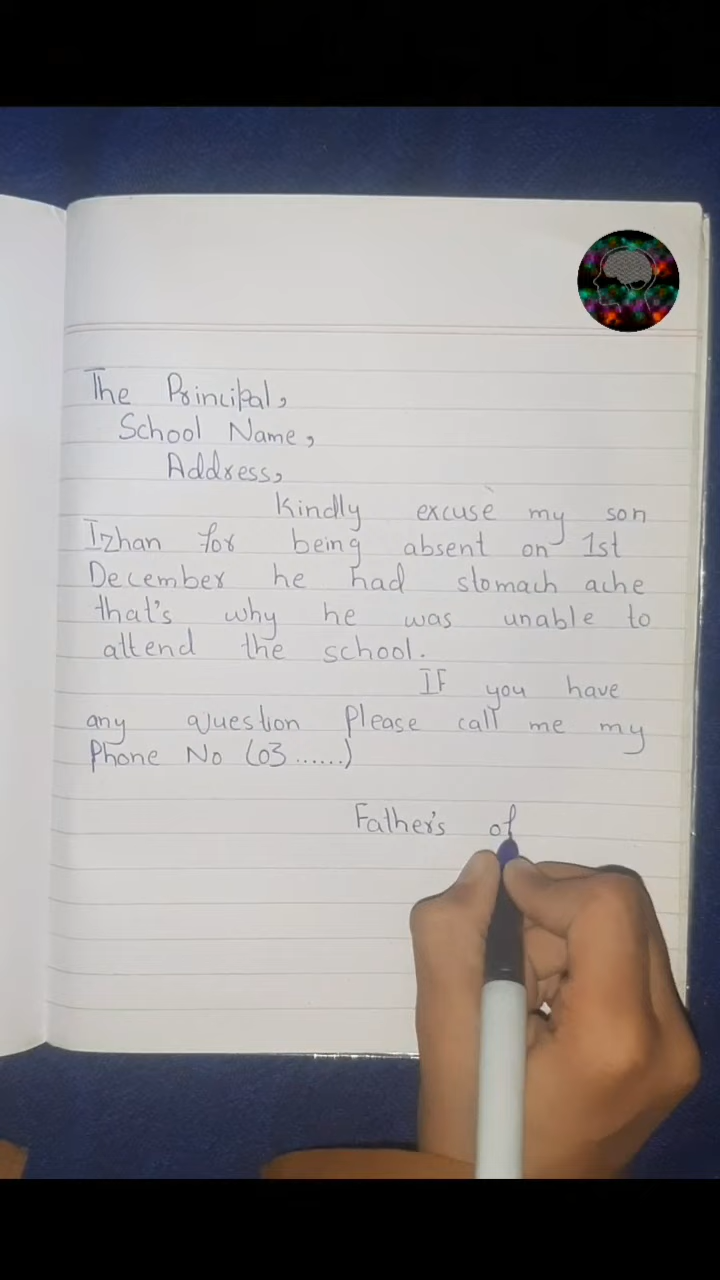 The Principal,
School Name,
Address,
Kindly excuse my son
Izhan for being absent on 1st
December he had stomach ache
that's why he was unable to
attend the school.
IF you have
any question please call me my
Phone No (03......)
Father's of